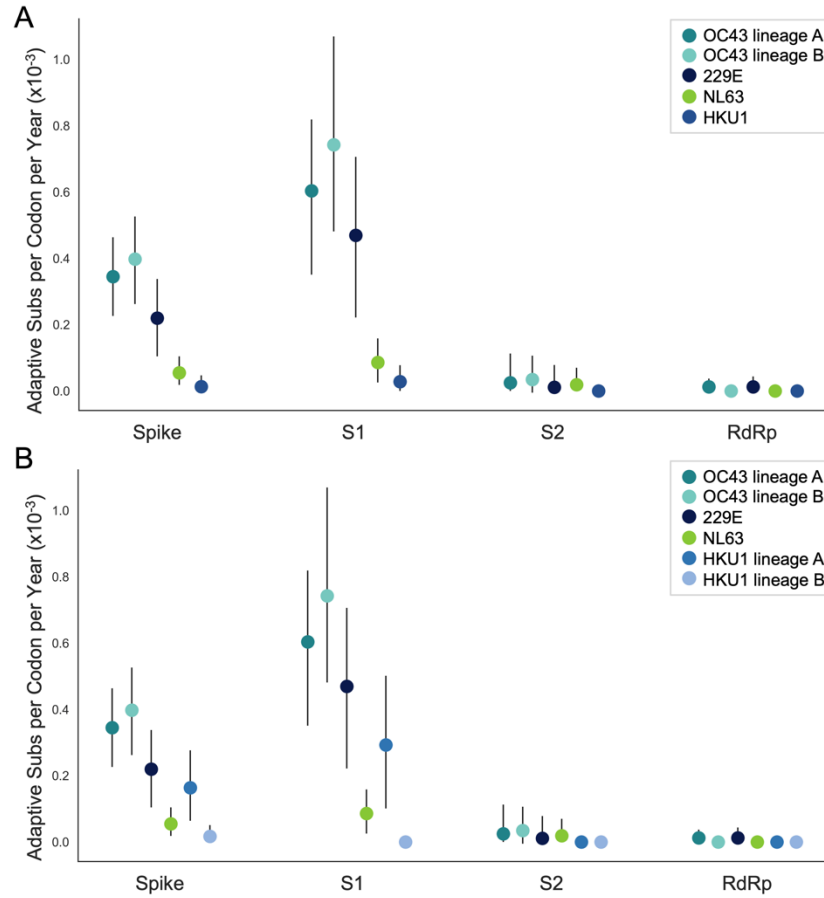 A
Adaptive Subs per Codon per Year (x10⁻³)
1.0
0.8
0.6
0.4
0.2
0.0
OC43 lineage A
OC43 lineage B
229E
NL63
HKU1
Spike S1 S2 RdRp
B
Adaptive Subs per Codon per Year (x10⁻³)
1.0
0.8
0.6
0.4
0.2
0.0
OC43 lineage A
OC43 lineage B
229E
NL63
HKU1 lineage A
HKU1 lineage B
Spike S1 S2 RdRp